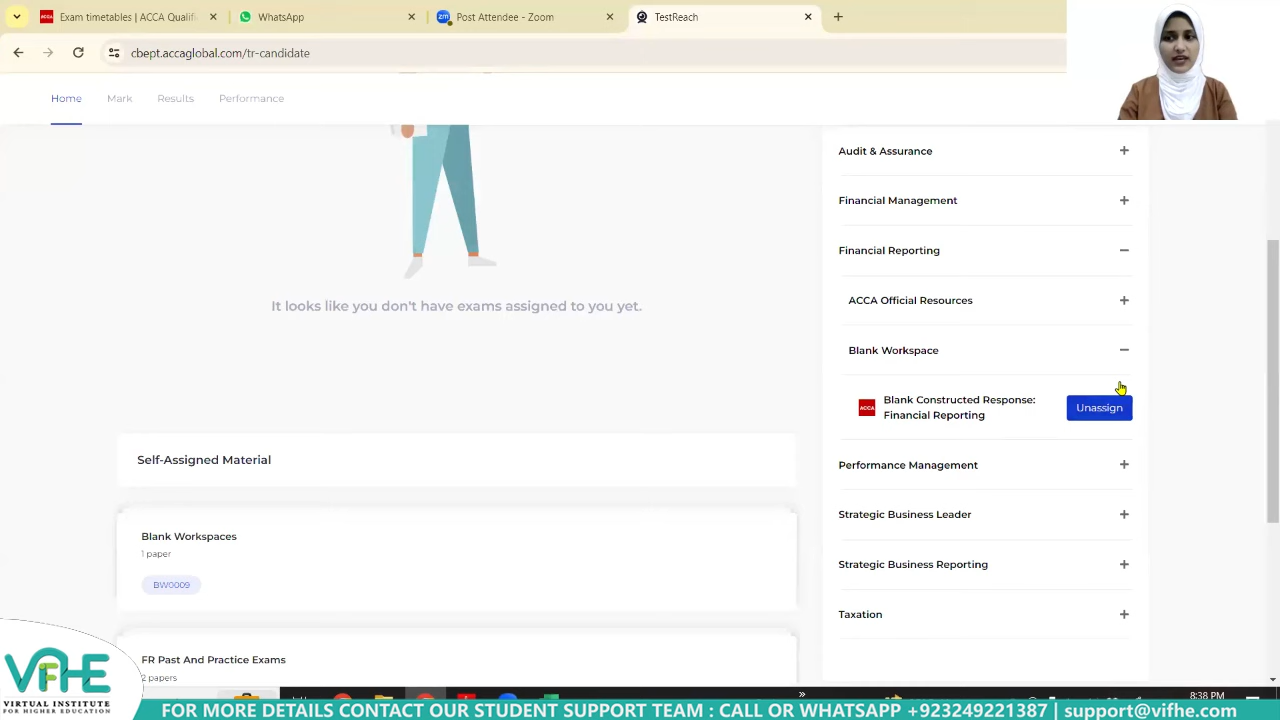 Exam timetables | ACCA Qualifi
WhatsApp
Post Attendee - Zoom
TestReach
cbept.accaglobal.com/tr-candidate
Home
Mark
Results
Performance
Audit & Assurance
Financial Management
Financial Reporting
It looks like you don't have exams assigned to you yet.
ACCA Official Resources
Blank Workspace
ACCA
Blank Constructed Response:
Financial Reporting
Unassign
Self-Assigned Material
Performance Management
Strategic Business Leader
Blank Workspaces
1 paper
BW0009
Strategic Business Reporting
Taxation
FR Past And Practice Exams
2 papers
8:38 PM
VIFHE
VIRTUAL INSTITUTE
FOR HIGHER EDUCATION
FOR MORE DETAILS CONTACT OUR STUDENT SUPPORT TEAM : CALL OR WHATSAPP +923249221387 | support@vifhe.com